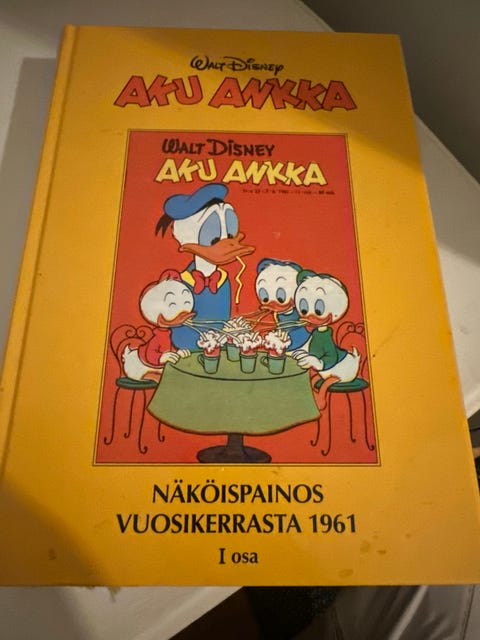 WALT DISNEY
AKU ANKKA
WALT DISNEY
AKU ANKKA
NÄKÖISPAINOS
VUOSIKERRASTA 1961
I osa